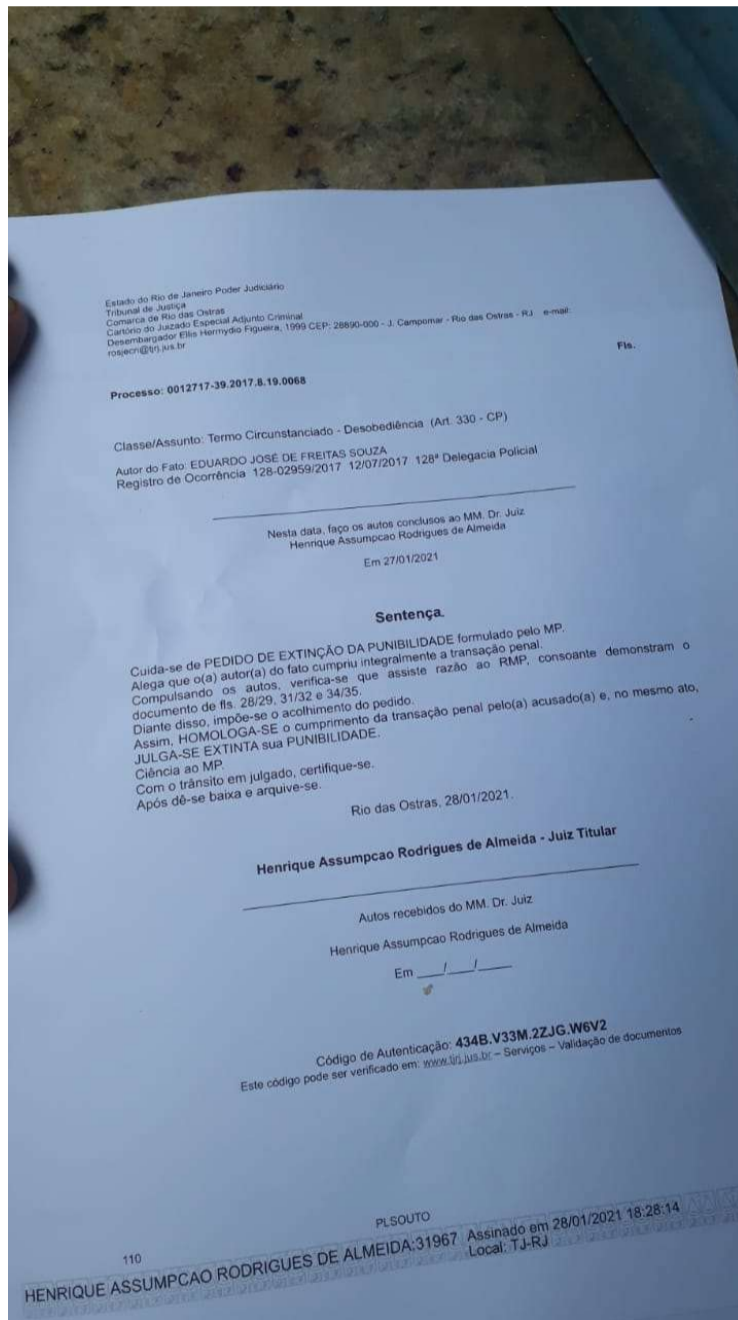 Estado do Rio de Janeiro Poder Judiciário
Tribunal de Justiça
Comarca de Rio das Ostras
Cartório do Juizado Especial Adjunto Criminal
Desembargador Ellis Hermydio Figueira, 1999 CEP: 28890-000 - J. Campomar - Rio das Ostras - RJ e-mail:
rosjecri@tjrj.jus.br
Fls.
Processo: 0012717-39.2017.8.19.0068
Classe/Assunto: Termo Circunstanciado - Desobediência (Art. 330 - CP)
Autor do Fato: EDUARDO JOSÉ DE FREITAS SOUZA
Registro de Ocorrência 128-02959/2017 12/07/2017 128ª Delegacia Policial
Nesta data, faço os autos conclusos ao MM. Dr. Juiz
Henrique Assumpcao Rodrigues de Almeida
Em 27/01/2021
Sentença.
Cuida-se de PEDIDO DE EXTINÇÃO DA PUNIBILIDADE formulado pelo MP.
Alega que o(a) autor(a) do fato cumpriu integralmente a transação penal.
Compulsando os autos, verifica-se que assiste razão ao RMP, consoante demonstram o
documento de fls. 28/29, 31/32 e 34/35.
Diante disso, impõe-se o acolhimento do pedido.
Assim, HOMOLOGA-SE o cumprimento da transação penal pelo(a) acusado(a) e, no mesmo ato,
JULGA-SE EXTINTA sua PUNIBILIDADE.
Ciência ao MP.
Com o trânsito em julgado, certifique-se.
Após dê-se baixa e arquive-se.
Rio das Ostras, 28/01/2021.
Henrique Assumpcao Rodrigues de Almeida - Juiz Titular
Autos recebidos do MM. Dr. Juiz
Henrique Assumpcao Rodrigues de Almeida
Em ___/___/____
Código de Autenticação: 434B.V33M.2ZJG.W6V2
Este código pode ser verificado em: www.tjrj.jus.br – Serviços – Validação de documentos
110 PLSOUTO
HENRIQUE ASSUMPCAO RODRIGUES DE ALMEIDA:31967 Assinado em 28/01/2021 18:28:14
Local: TJ-RJ